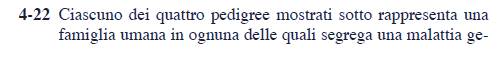 4-22 Ciascuno dei quattro pedigree mostrati sotto rappresenta una
famiglia umana in ognuna delle quali segrega una malattia ge-